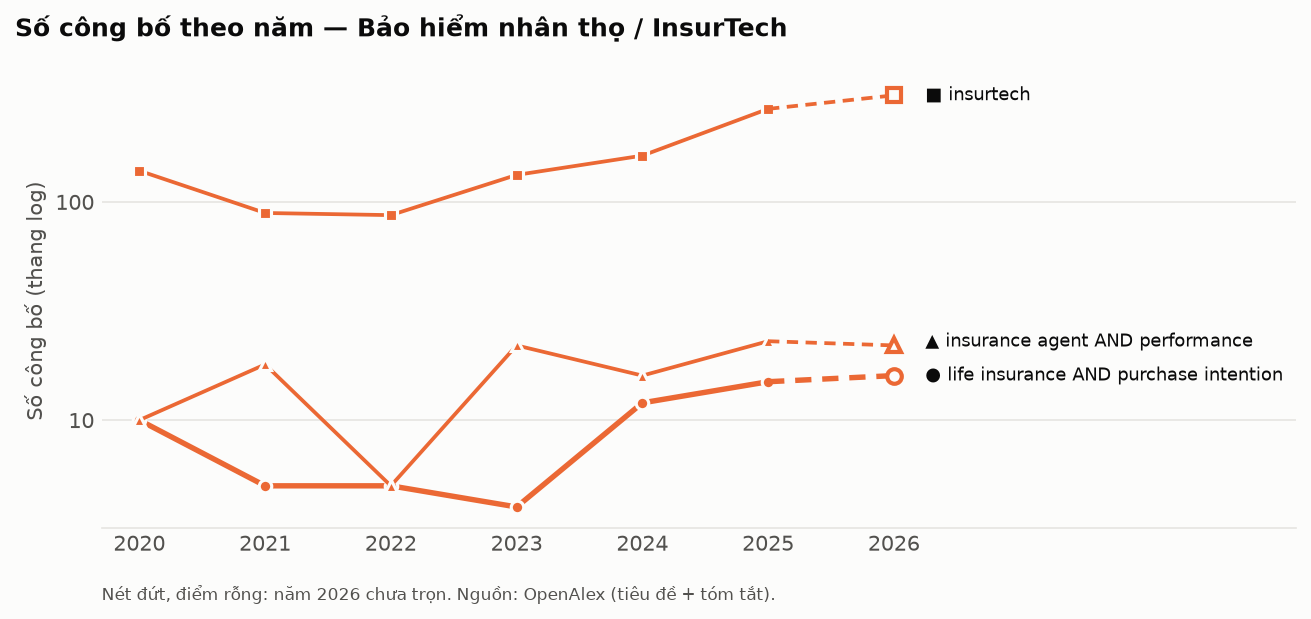 Số công bố theo năm — Bảo hiểm nhân thọ / InsurTech
Số công bố (thang log)
100
10
■ insurtech
▲ insurance agent AND performance
● life insurance AND purchase intention
2020 2021 2022 2023 2024 2025 2026
Nét đứt, điểm rỗng: năm 2026 chưa trọn. Nguồn: OpenAlex (tiêu đề + tóm tắt).